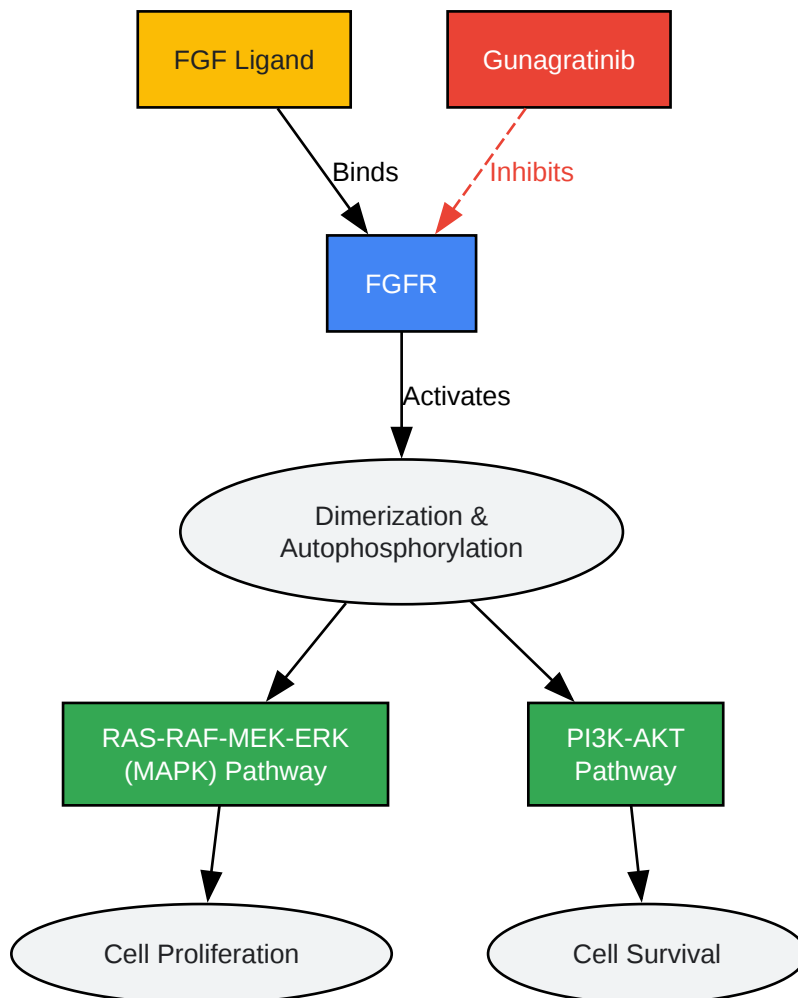 FGF Ligand
Gunagratinib
Binds
Inhibits
FGFR
Activates
Dimerization &
Autophosphorylation
RAS-RAF-MEK-ERK
(MAPK) Pathway
PI3K-AKT
Pathway
Cell Proliferation
Cell Survival